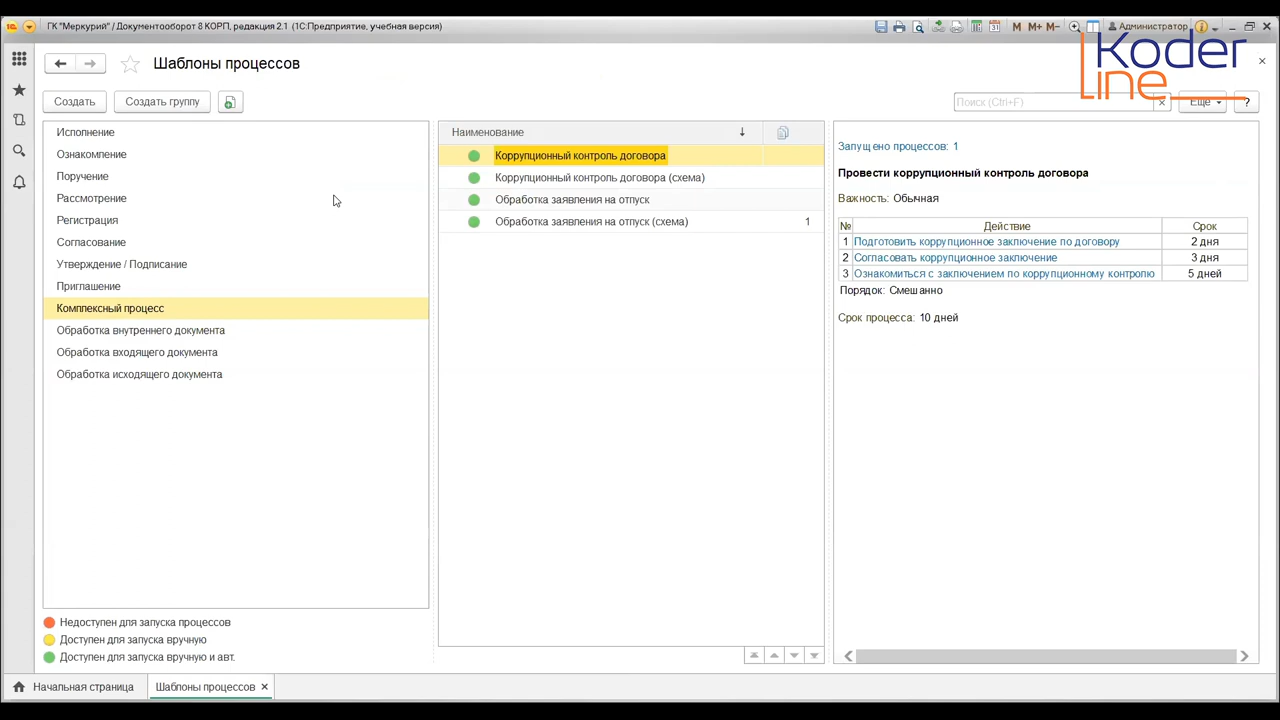 ГК "Меркурий" / Документооборот 8 КОРП, редакция 2.1 (1С:Предприятие, учебная версия)
M M+ M-
Администратор
Koder
line
Шаблоны процессов
Создать
Создать группу
Поиск (Ctrl+F)
Еще
?
Исполнение
Ознакомление
Поручение
Рассмотрение
Регистрация
Согласование
Утверждение / Подписание
Приглашение
Комплексный процесс
Обработка внутреннего документа
Обработка входящего документа
Обработка исходящего документа
Недоступен для запуска процессов
Доступен для запуска вручную
Доступен для запуска вручную и авт.
Наименование
Коррупционный контроль договора
Коррупционный контроль договора (схема)
Обработка заявления на отпуск
Обработка заявления на отпуск (схема) 1
Запущено процессов: 1
Провести коррупционный контроль договора
Важность: Обычная
№ Действие Срок
1 Подготовить коррупционное заключение по договору 2 дня
2 Согласовать коррупционное заключение 3 дня
3 Ознакомиться с заключением по коррупционному контролю 5 дней
Порядок: Смешанно
Срок процесса: 10 дней
Начальная страница
Шаблоны процессов